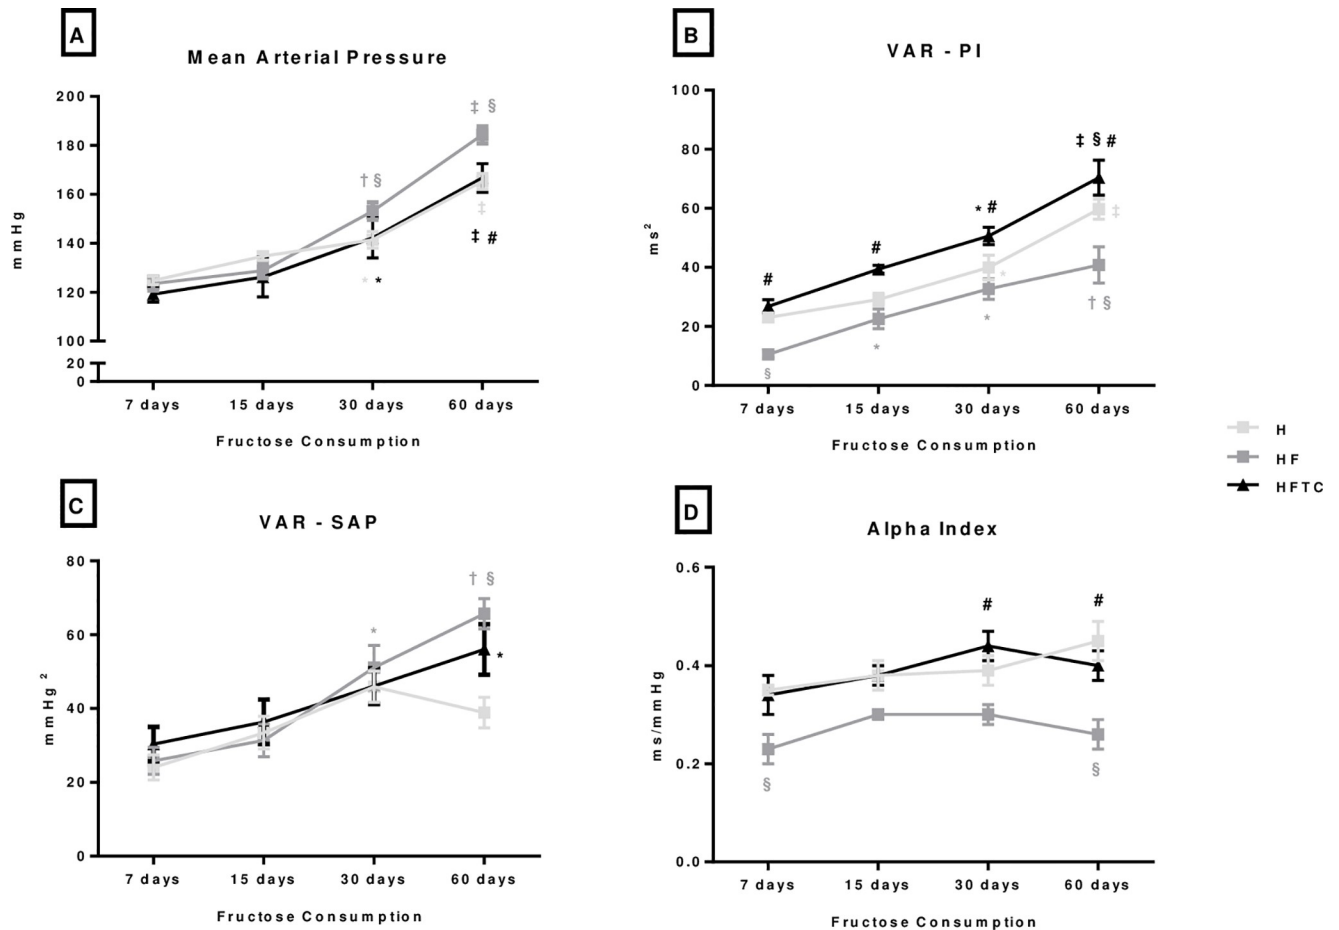 A
Mean Arterial Pressure
200
180
160
140
120
100
20
0
mmHg
‡ §
† §
‡
‡ #
* *
7 days 15 days 30 days 60 days
Fructose Consumption
B
VAR - PI
100
80
60
40
20
0
ms²
‡ § #
* #
‡
#
#
*
† §
*
*
§
7 days 15 days 30 days 60 days
Fructose Consumption
H
HF
HFTC
C
VAR - SAP
80
60
40
20
0
mmHg²
† §
*
*
7 days 15 days 30 days 60 days
Fructose Consumption
D
Alpha Index
0.6
0.4
0.2
0.0
ms/mmHg
# #
§ §
7 days 15 days 30 days 60 days
Fructose Consumption